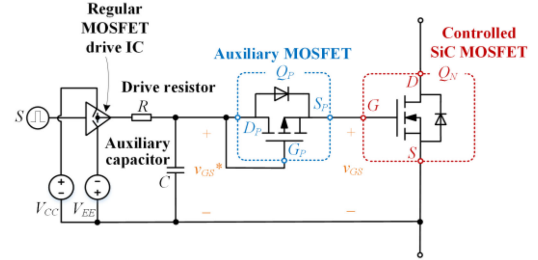 Regular
MOSFET
drive IC
Controlled
SiC MOSFET
Auxiliary MOSFET
Q_P
D
Q_N
Drive resistor
S
R
D_P
S_P
G
Auxiliary
capacitor
+
+
G_P
S
C
v_GS*
v_GS
V_CC
V_EE
−
−